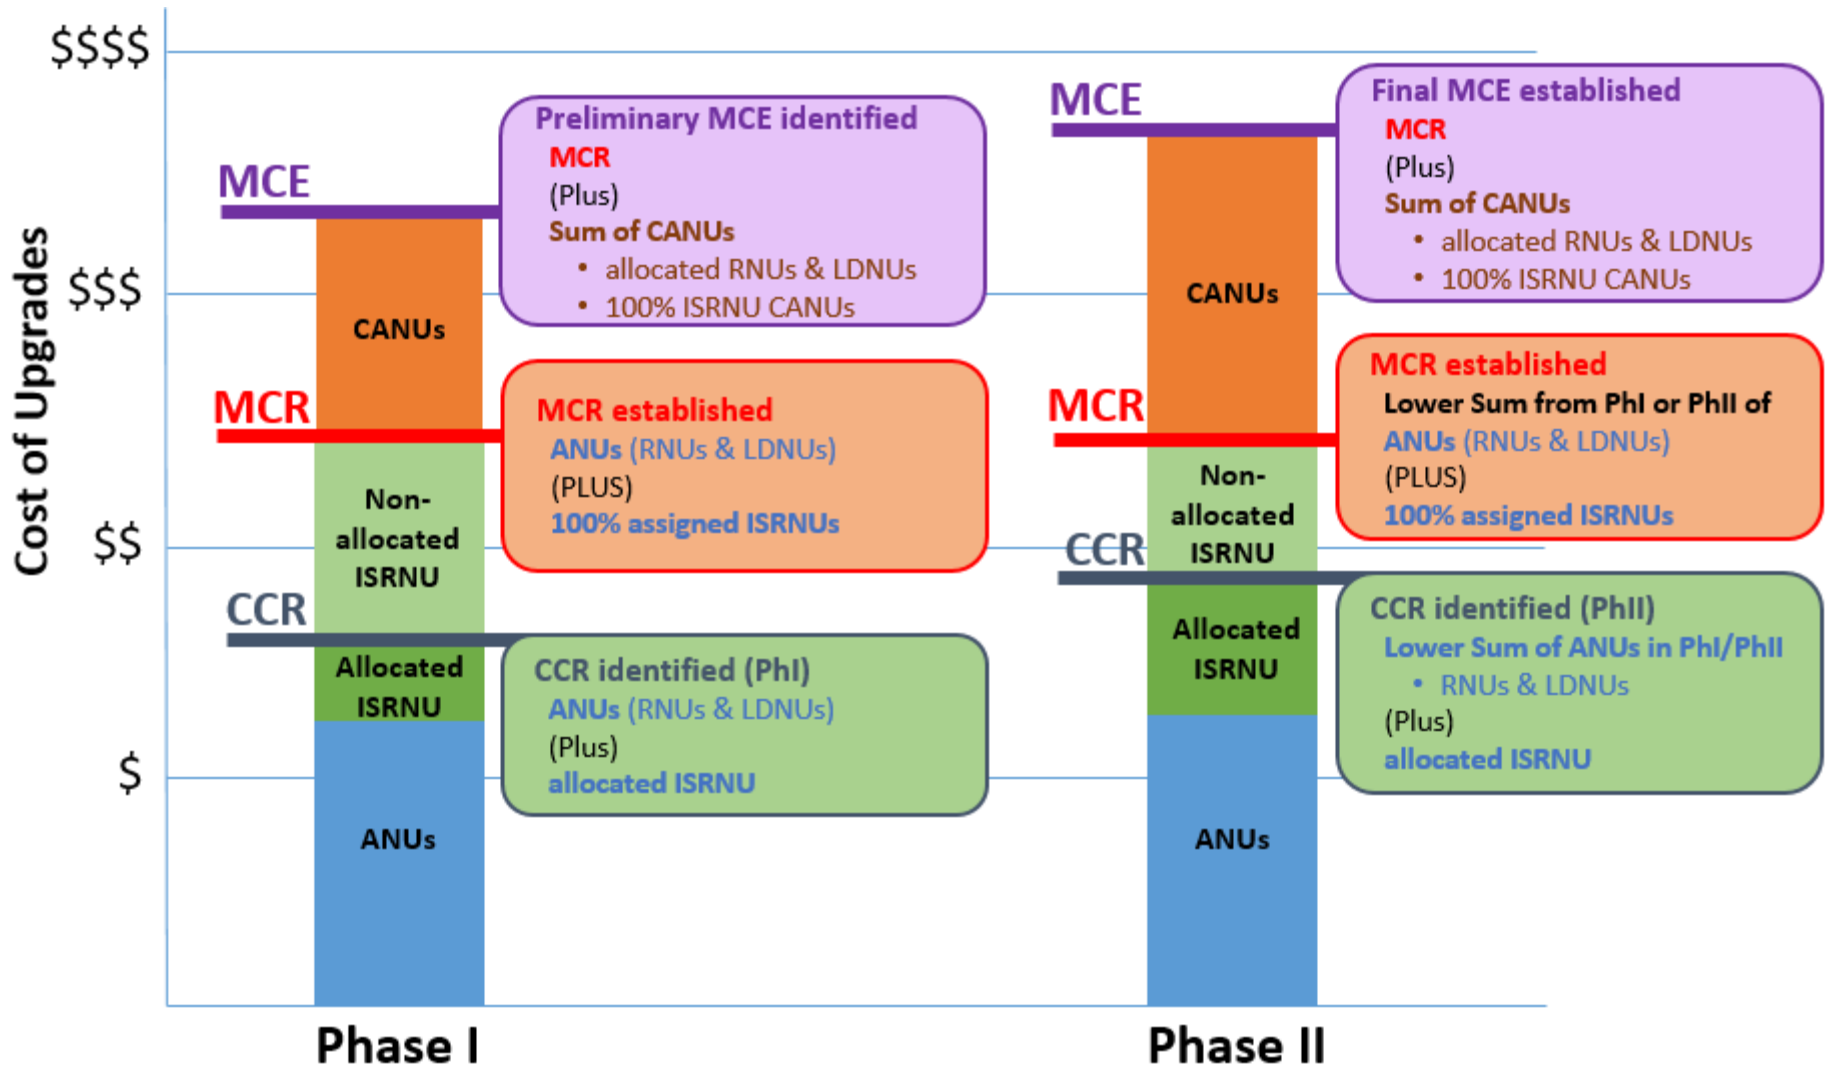 Cost of Upgrades
$$$$
$$$
$$
$
MCE
Preliminary MCE identified
MCR
(Plus)
Sum of CANUs
• allocated RNUs & LDNUs
• 100% ISRNU CANUs
CANUs
MCR
MCR established
ANUs (RNUs & LDNUs)
(PLUS)
100% assigned ISRNUs
Non-
allocated
ISRNU
CCR
CCR identified (PhI)
ANUs (RNUs & LDNUs)
(Plus)
allocated ISRNU
Allocated
ISRNU
ANUs
Phase I
MCE
Final MCE established
MCR
(Plus)
Sum of CANUs
• allocated RNUs & LDNUs
• 100% ISRNU CANUs
CANUs
MCR
MCR established
Lower Sum from PhI or PhII of
ANUs (RNUs & LDNUs)
(PLUS)
100% assigned ISRNUs
Non-
allocated
ISRNU
CCR
CCR identified (PhII)
Lower Sum of ANUs in PhI/PhII
• RNUs & LDNUs
(Plus)
allocated ISRNU
Allocated
ISRNU
ANUs
Phase II